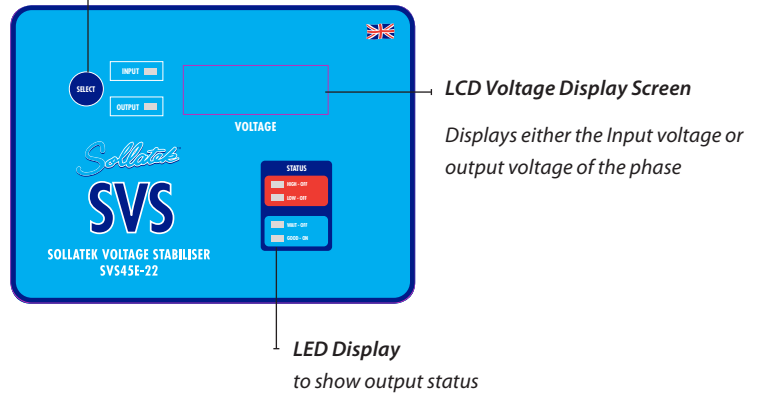 INPUT
SELECT
OUTPUT
VOLTAGE
LCD Voltage Display Screen
Displays either the Input voltage or
output voltage of the phase
Sollatek
SVS
SOLLATEK VOLTAGE STABILISER
SVS45E-22
STATUS
HIGH - OFF
LOW - OFF
WAIT - OFF
GOOD - ON
LED Display
to show output status